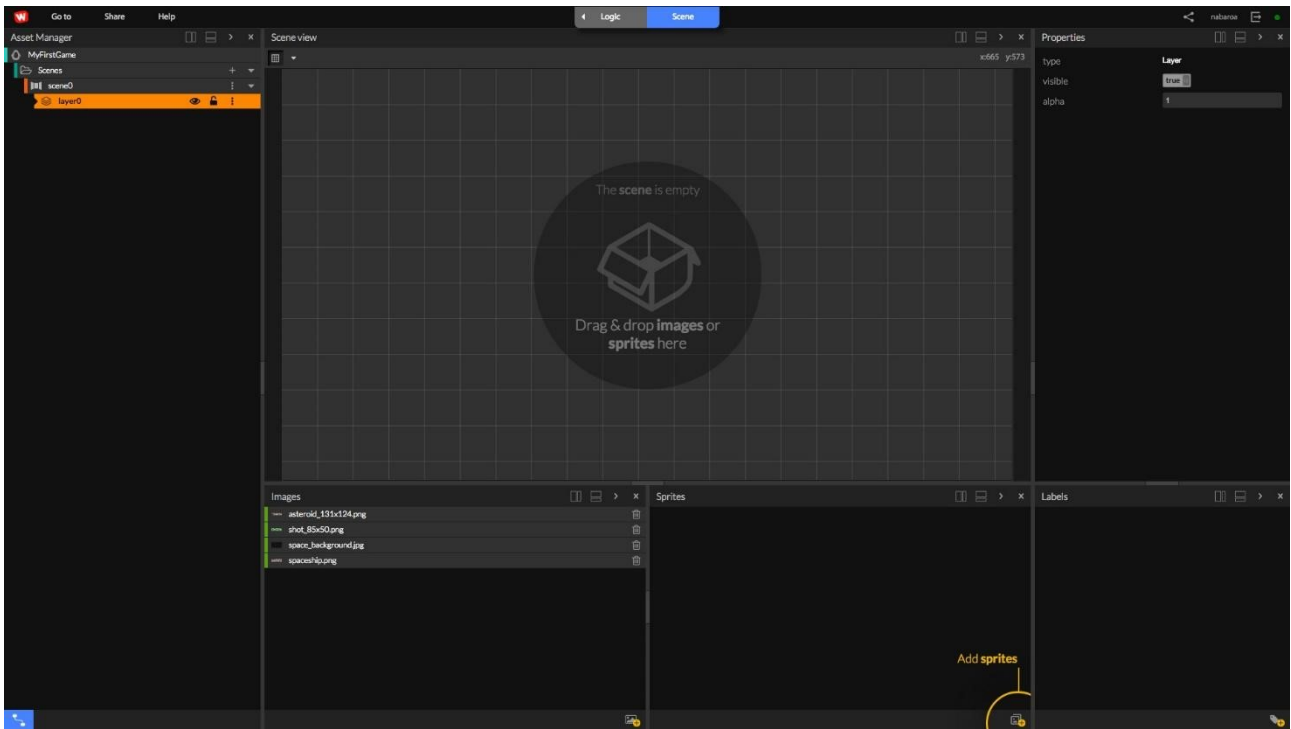 W Go to Share Help Logic Scene nabaroa
Asset Manager
MyFirstGame
Scenes
scene0
layer0
Scene view
x:665 y:573
The scene is empty
Drag & drop images or
sprites here
Properties
type Layer
visible true
alpha 1
Images
asteroid_131x124.png
shot_85x50.png
space_background.jpg
spaceship.png
Sprites
Add sprites
Labels